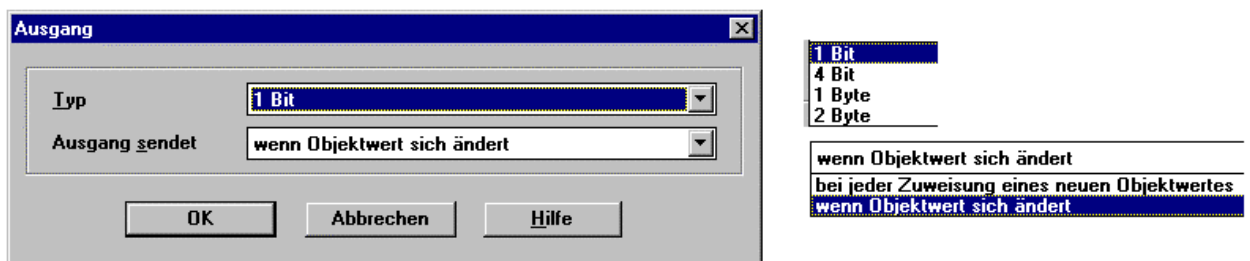 Ausgang
Typ
1 Bit
Ausgang sendet
wenn Objektwert sich ändert
OK
Abbrechen
Hilfe
1 Bit
4 Bit
1 Byte
2 Byte
wenn Objektwert sich ändert
bei jeder Zuweisung eines neuen Objektwertes
wenn Objektwert sich ändert